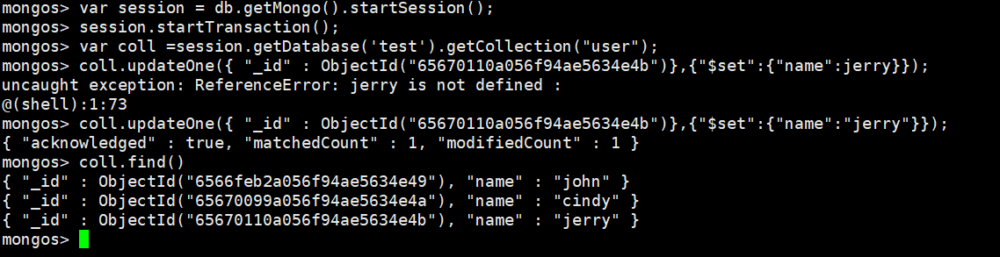 mongos> var session = db.getMongo().startSession();
mongos> session.startTransaction();
mongos> var coll =session.getDatabase('test').getCollection("user");
mongos> coll.updateOne({ "_id" : ObjectId("65670110a056f94ae5634e4b")},{"$set":{"name":jerry}});
uncaught exception: ReferenceError: jerry is not defined :
@(shell):1:73
mongos> coll.updateOne({ "_id" : ObjectId("65670110a056f94ae5634e4b")},{"$set":{"name":"jerry"}});
{ "acknowledged" : true, "matchedCount" : 1, "modifiedCount" : 1 }
mongos> coll.find()
{ "_id" : ObjectId("6566feb2a056f94ae5634e49"), "name" : "john" }
{ "_id" : ObjectId("65670099a056f94ae5634e4a"), "name" : "cindy" }
{ "_id" : ObjectId("65670110a056f94ae5634e4b"), "name" : "jerry" }
mongos>